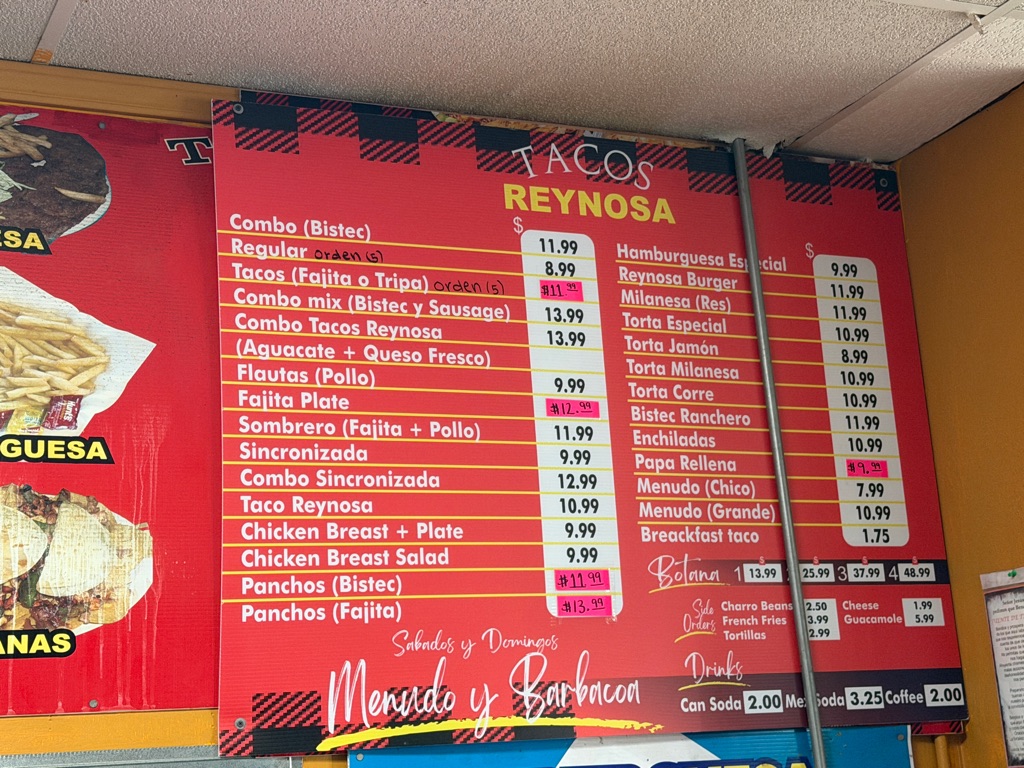 TACOS
REYNOSA
$
Combo (Bistec) 11.99
Regular orden (5) 8.99
Tacos (Fajita o Tripa) orden (5) $11.99
Combo mix (Bistec y Sausage) 13.99
Combo Tacos Reynosa 13.99
(Aguacate + Queso Fresco)
Flautas (Pollo) 9.99
Fajita Plate $12.99
Sombrero (Fajita + Pollo) 11.99
Sincronizada 9.99
Combo Sincronizada 12.99
Taco Reynosa 10.99
Chicken Breast + Plate 9.99
Chicken Breast Salad 9.99
Panchos (Bistec) $11.99
Panchos (Fajita) $13.99
Sabados y Domingos
Menudo y Barbacoa
$
Hamburguesa Especial 9.99
Reynosa Burger 11.99
Milanesa (Res) 11.99
Torta Especial 10.99
Torta Jamón 8.99
Torta Milanesa 10.99
Torta Corre 10.99
Bistec Ranchero 11.99
Enchiladas 10.99
Papa Rellena $9.99
Menudo (Chico) 7.99
Menudo (Grande) 10.99
Breackfast taco 1.75
Botana 1 13.99 25.99 3 37.99 4 48.99
Side Orders
Charro Beans 2.50 Cheese 1.99
French Fries 3.99 Guacamole 5.99
Tortillas 2.99
Drinks
Can Soda 2.00 Mex Soda 3.25 Coffee 2.00
ESA
GUESA
ANAS